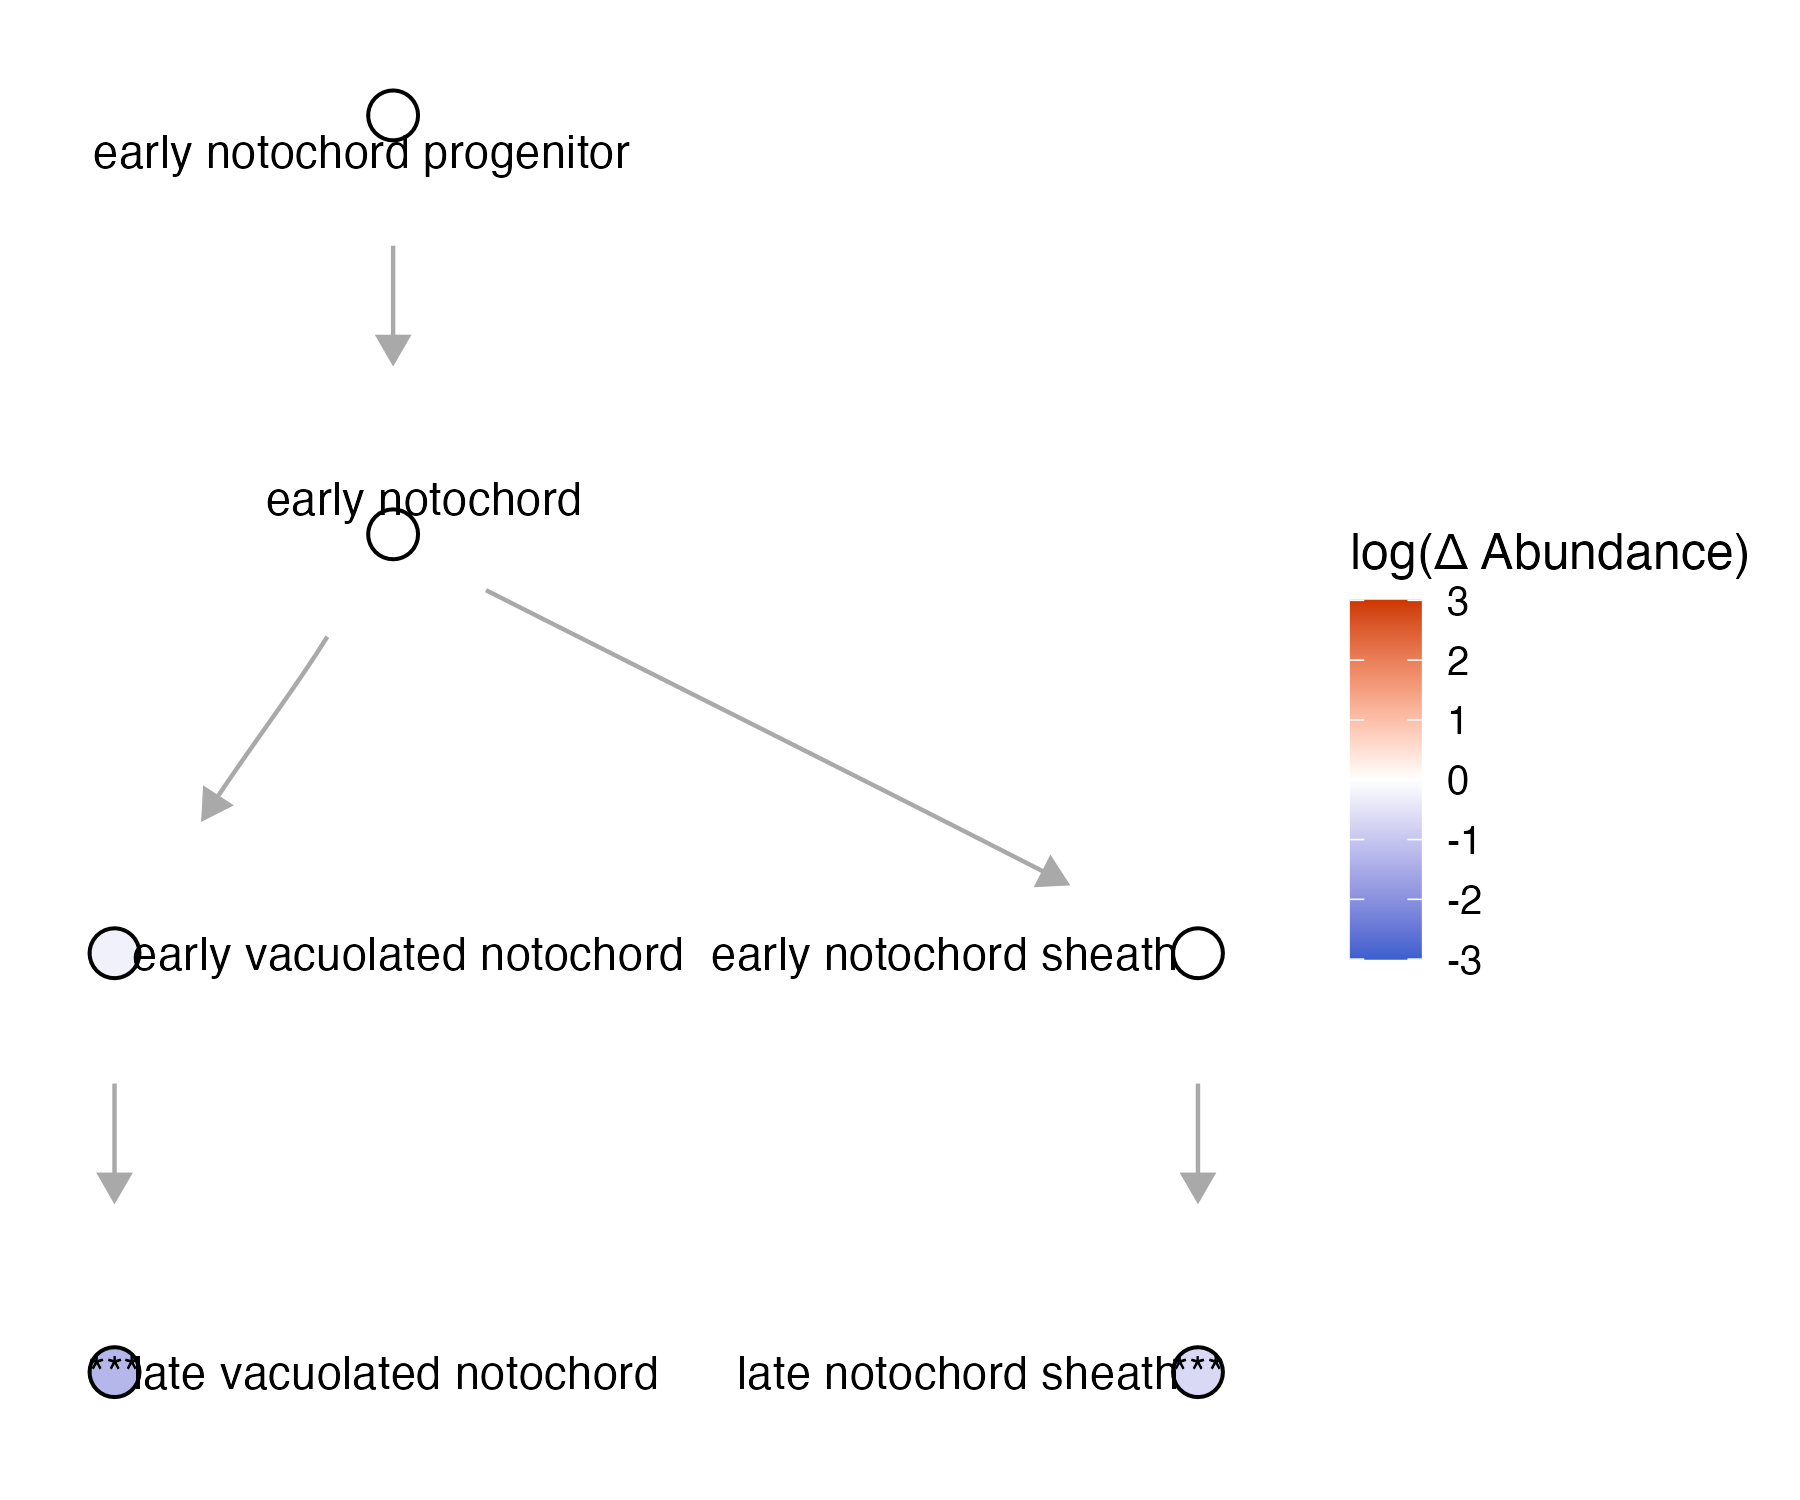 early notochord progenitor
early notochord
log(Δ Abundance)
3
2
1
0
-1
-2
-3
early vacuolated notochord
early notochord sheath
***
late vacuolated notochord
late notochord sheath
***